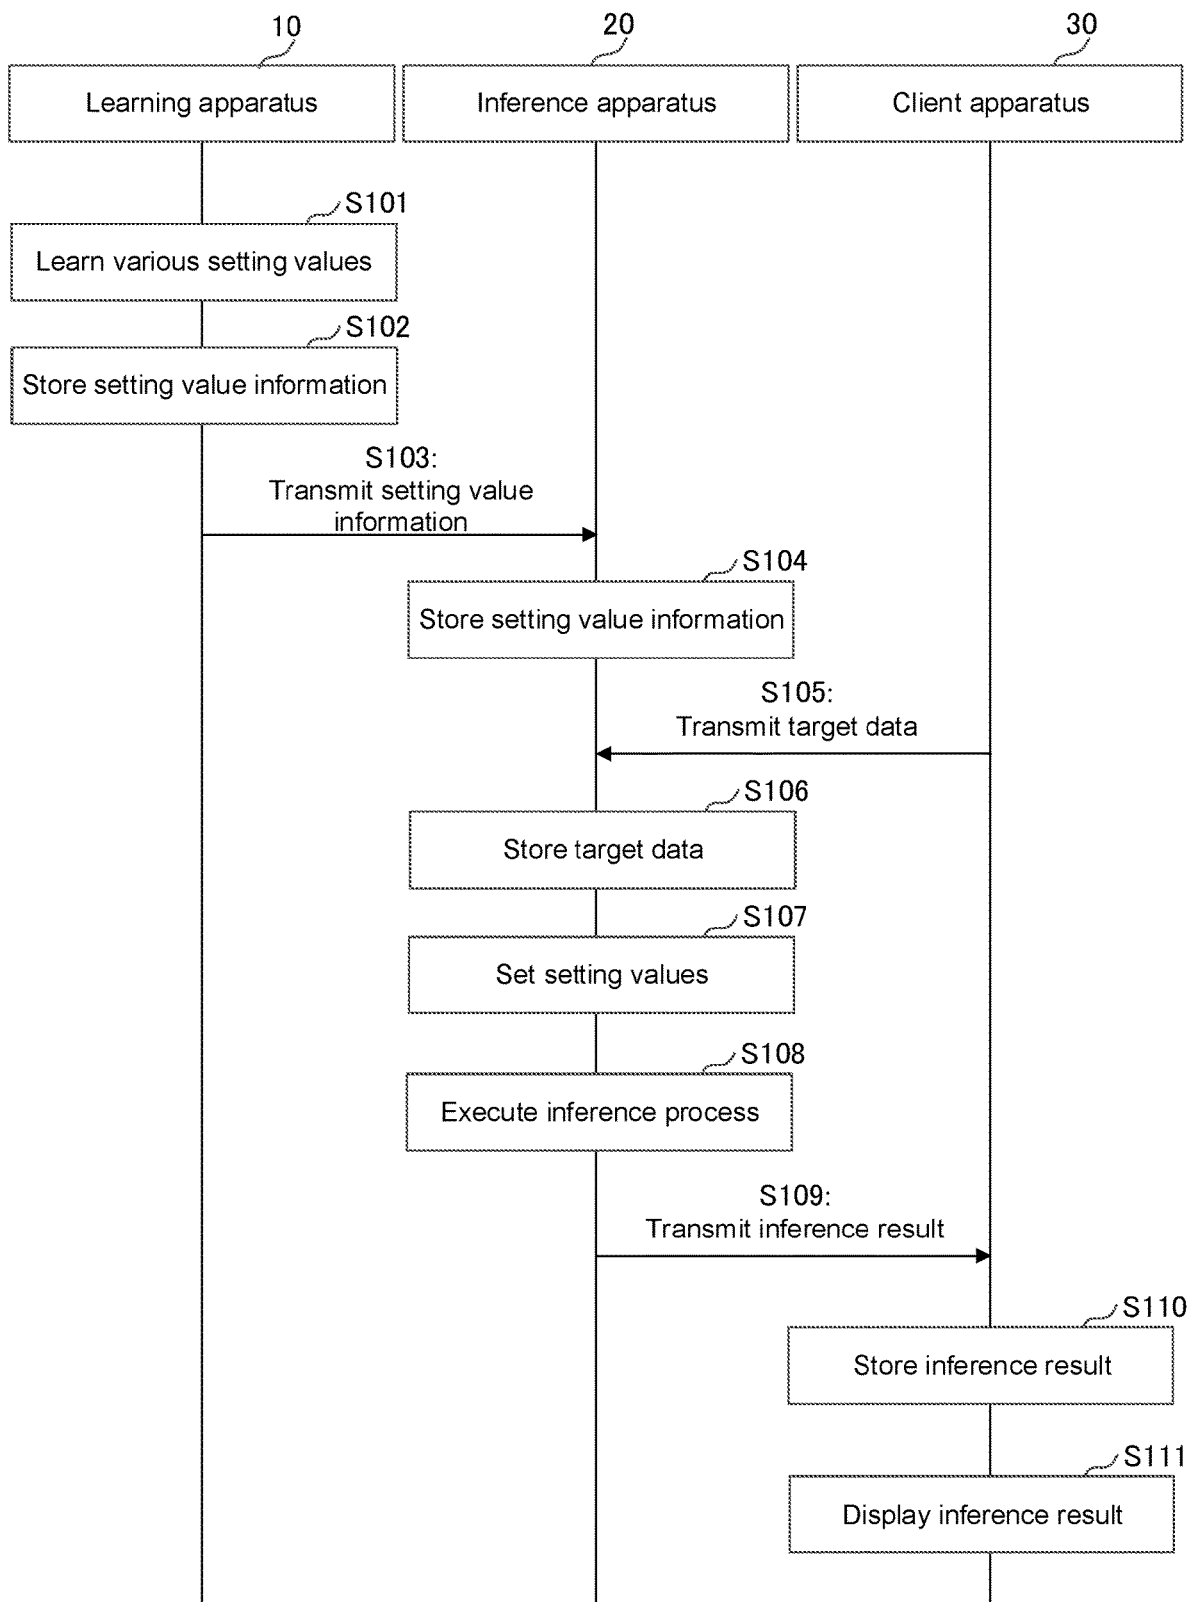 10
20
30
Learning apparatus
Inference apparatus
Client apparatus
S101
Learn various setting values
S102
Store setting value information
S103:
Transmit setting value
information
S104
Store setting value information
S105:
Transmit target data
S106
Store target data
S107
Set setting values
S108
Execute inference process
S109:
Transmit inference result
S110
Store inference result
S111
Display inference result